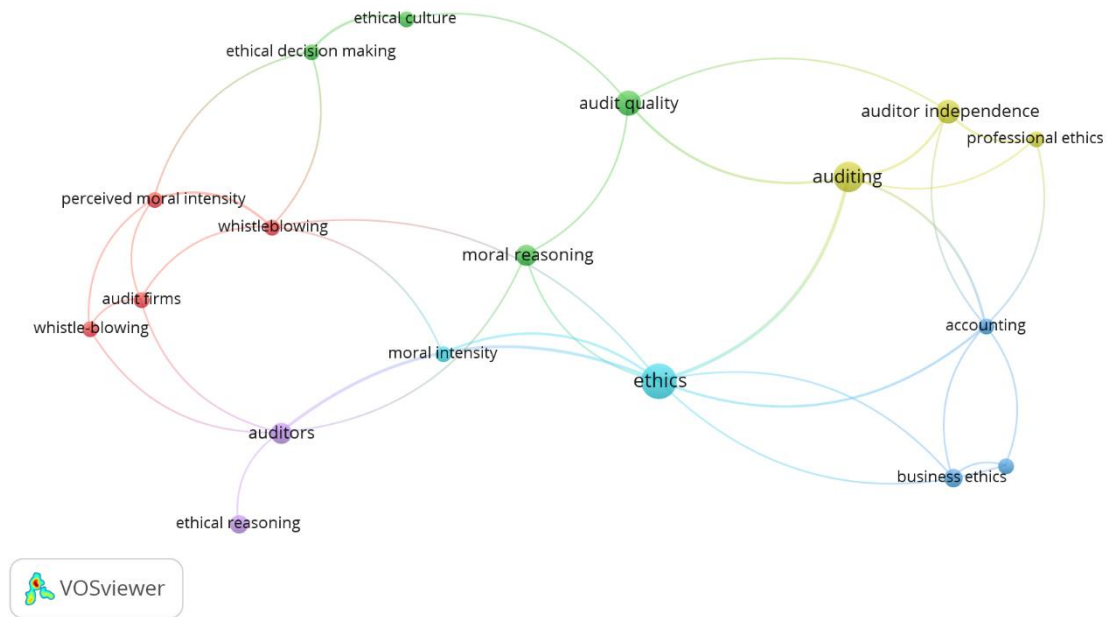 ethical culture
ethical decision making
audit quality
auditor independence
professional ethics
auditing
perceived moral intensity
whistleblowing
moral reasoning
audit firms
whistle-blowing
accounting
moral intensity
ethics
auditors
business ethics
ethical reasoning
VOSviewer